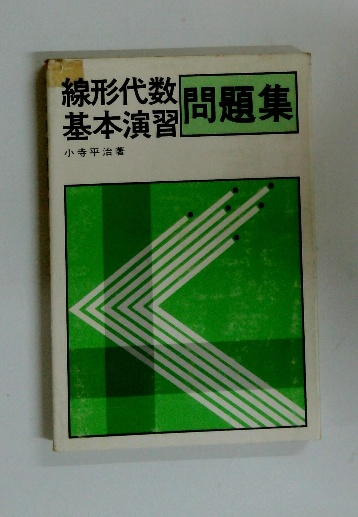 線形代数
基本演習
問題集
小寺平治著